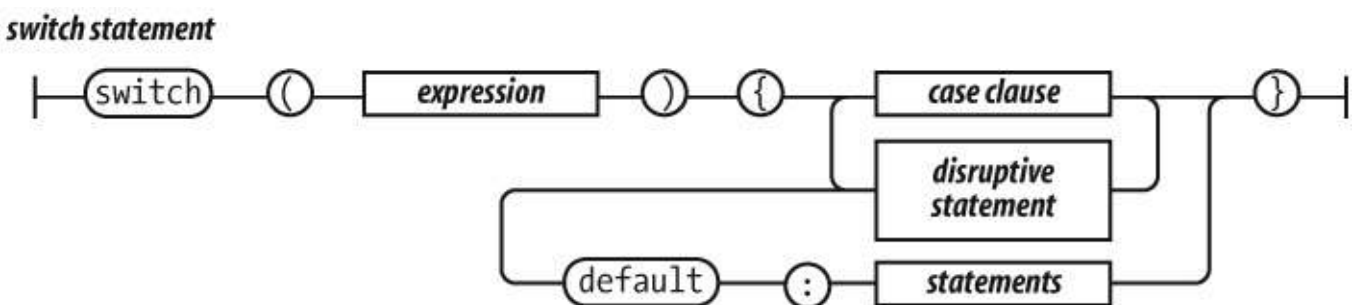 switch statement
switch ( expression ) { case clause }
disruptive
statement
default : statements